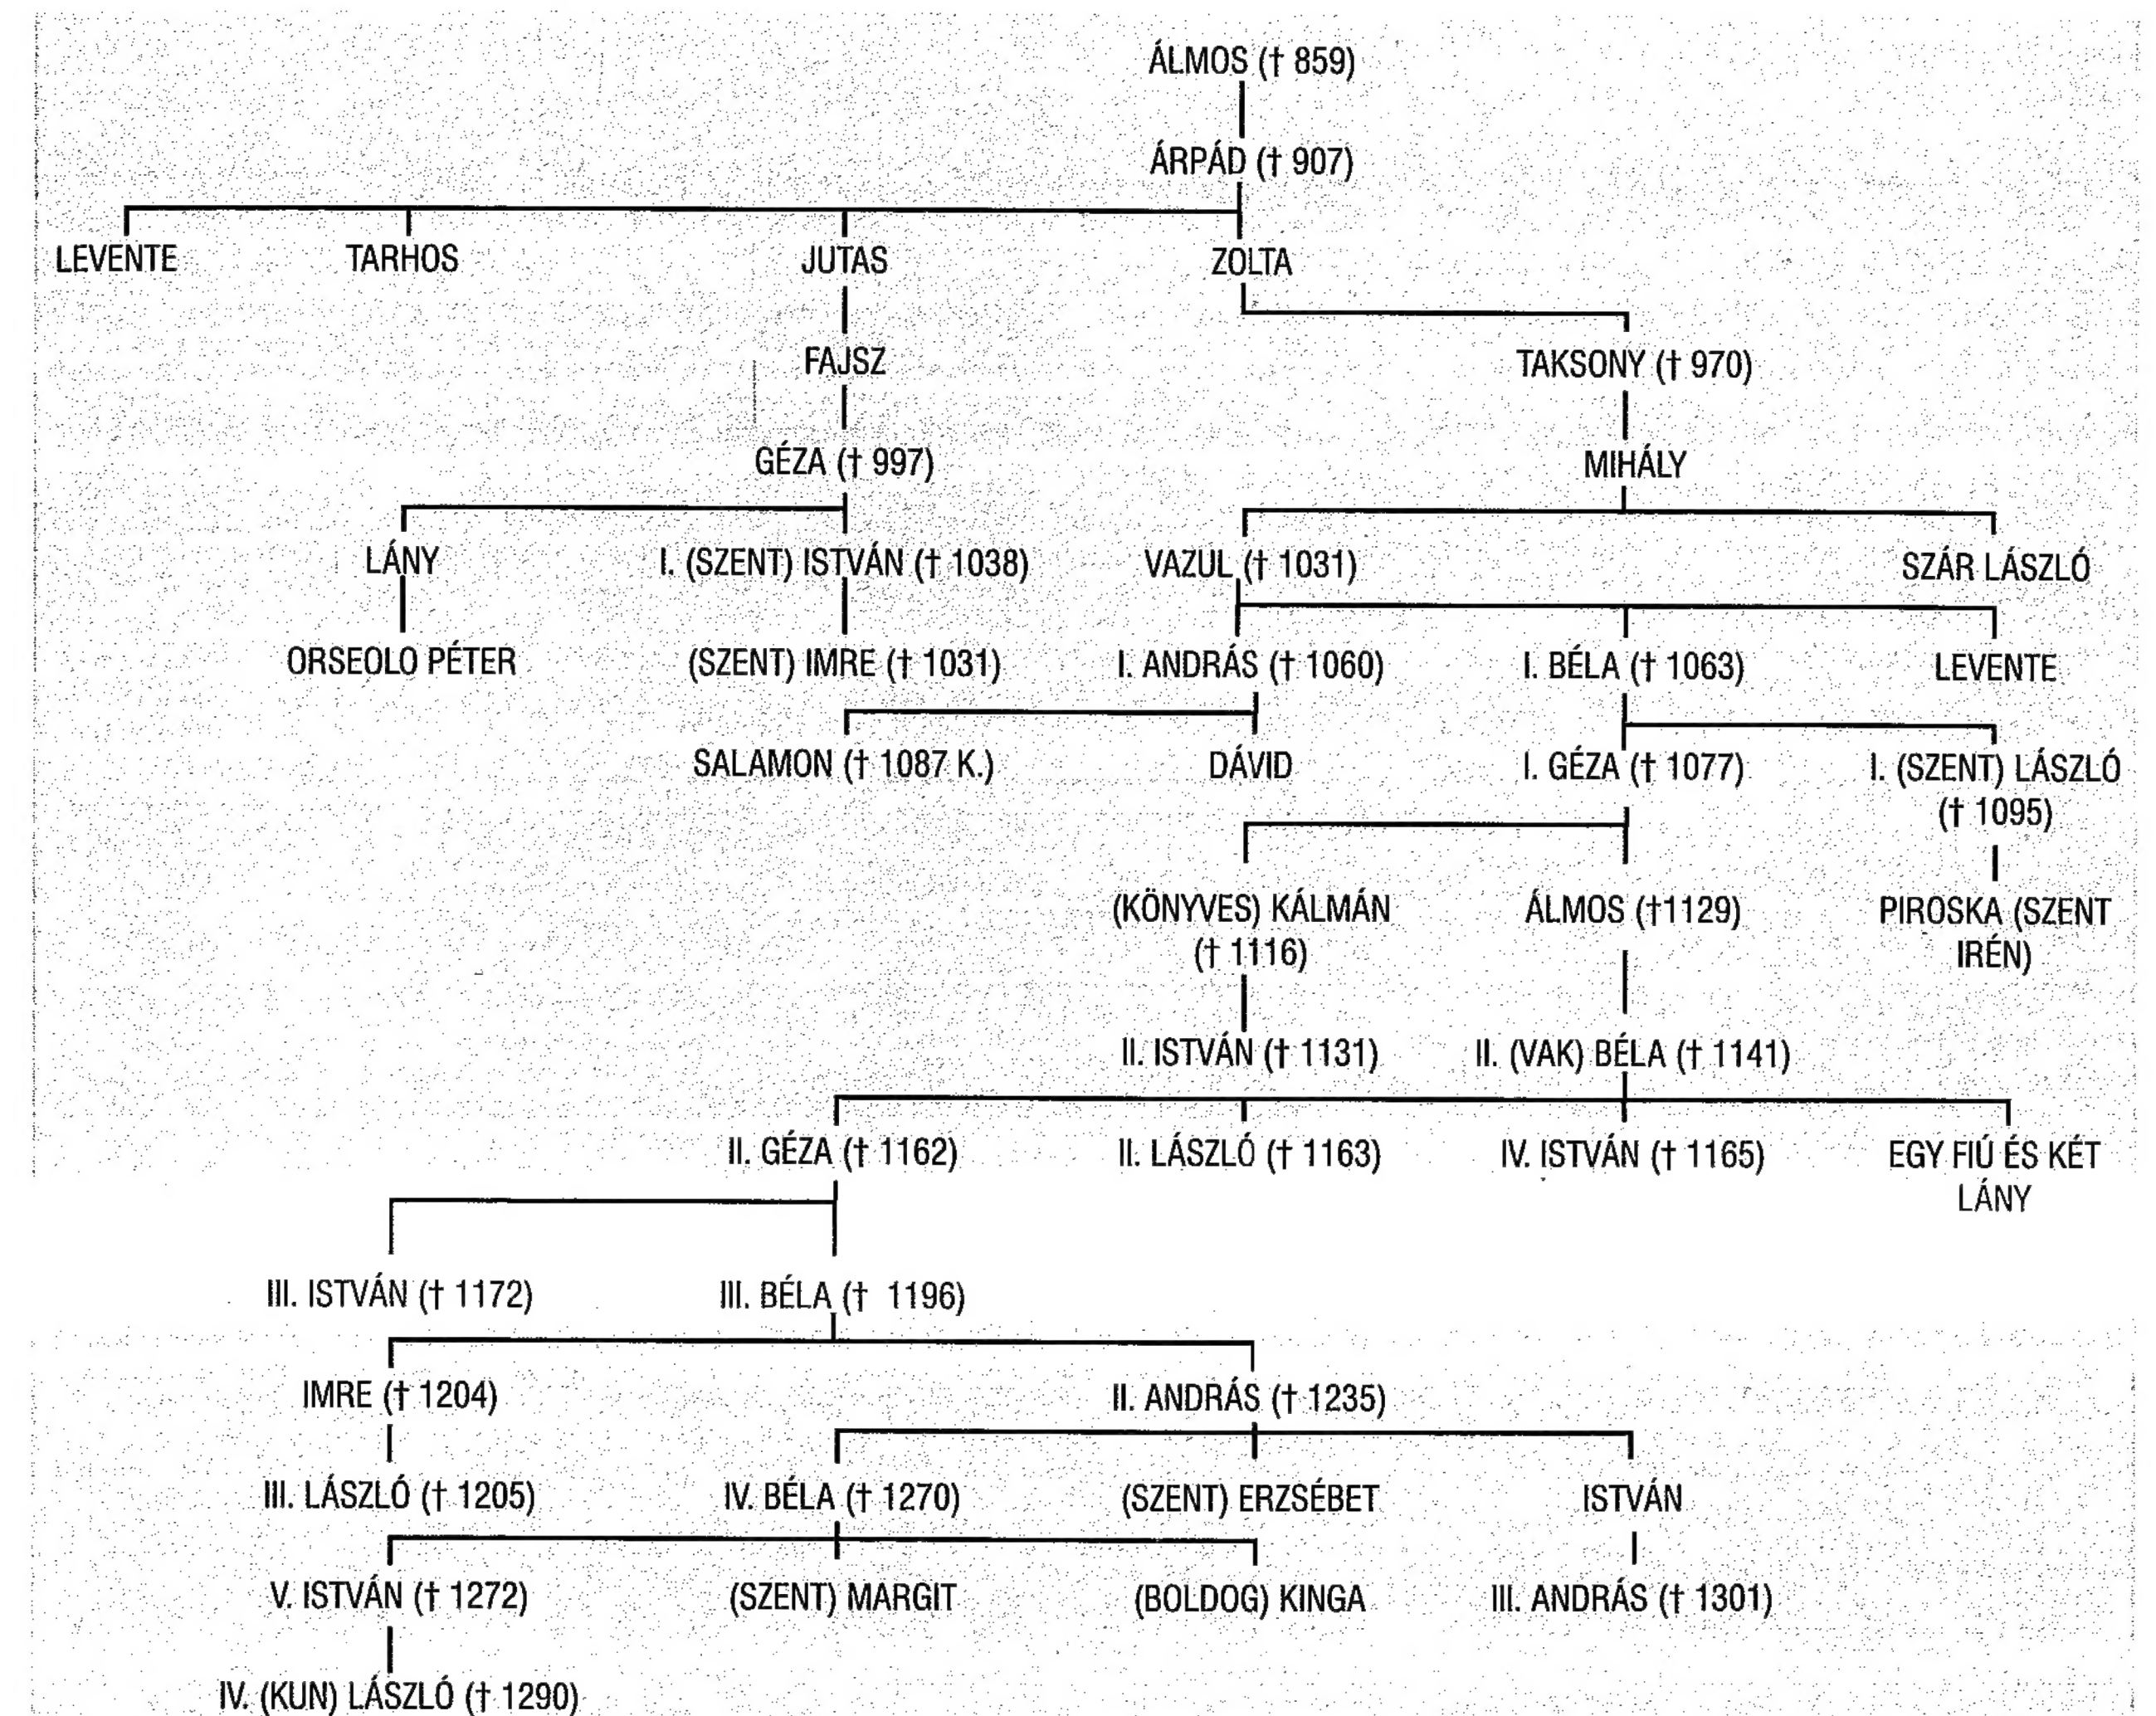 ÁLMOS († 859)
ÁRPÁD († 907)
LEVENTE TARHOS JUTAS ZOLTA
FAJSZ TAKSONY († 970)
GÉZA († 997) MIHÁLY
LÁNY I. (SZENT) ISTVÁN († 1038) VAZUL († 1031) SZÁR LÁSZLÓ
ORSEOLO PÉTER (SZENT) IMRE († 1031) I. ANDRÁS († 1060) I. BÉLA († 1063) LEVENTE
SALAMON († 1087 K.) DÁVID I. GÉZA († 1077) I. (SZENT) LÁSZLÓ
(† 1095)
(KÖNYVES) KÁLMÁN ÁLMOS (†1129) PIROSKA (SZENT
(† 1116) IRÉN)
II. ISTVÁN († 1131) II. (VAK) BÉLA († 1141)
II. GÉZA († 1162) II. LÁSZLÓ († 1163) IV. ISTVÁN († 1165) EGY FIÚ ÉS KÉT
LÁNY
III. ISTVÁN († 1172) III. BÉLA († 1196)
IMRE († 1204) II. ANDRÁS († 1235)
III. LÁSZLÓ († 1205) IV. BÉLA († 1270) (SZENT) ERZSÉBET ISTVÁN
V. ISTVÁN († 1272) (SZENT) MARGIT (BOLDOG) KINGA III. ANDRÁS († 1301)
IV. (KUN) LÁSZLÓ († 1290)